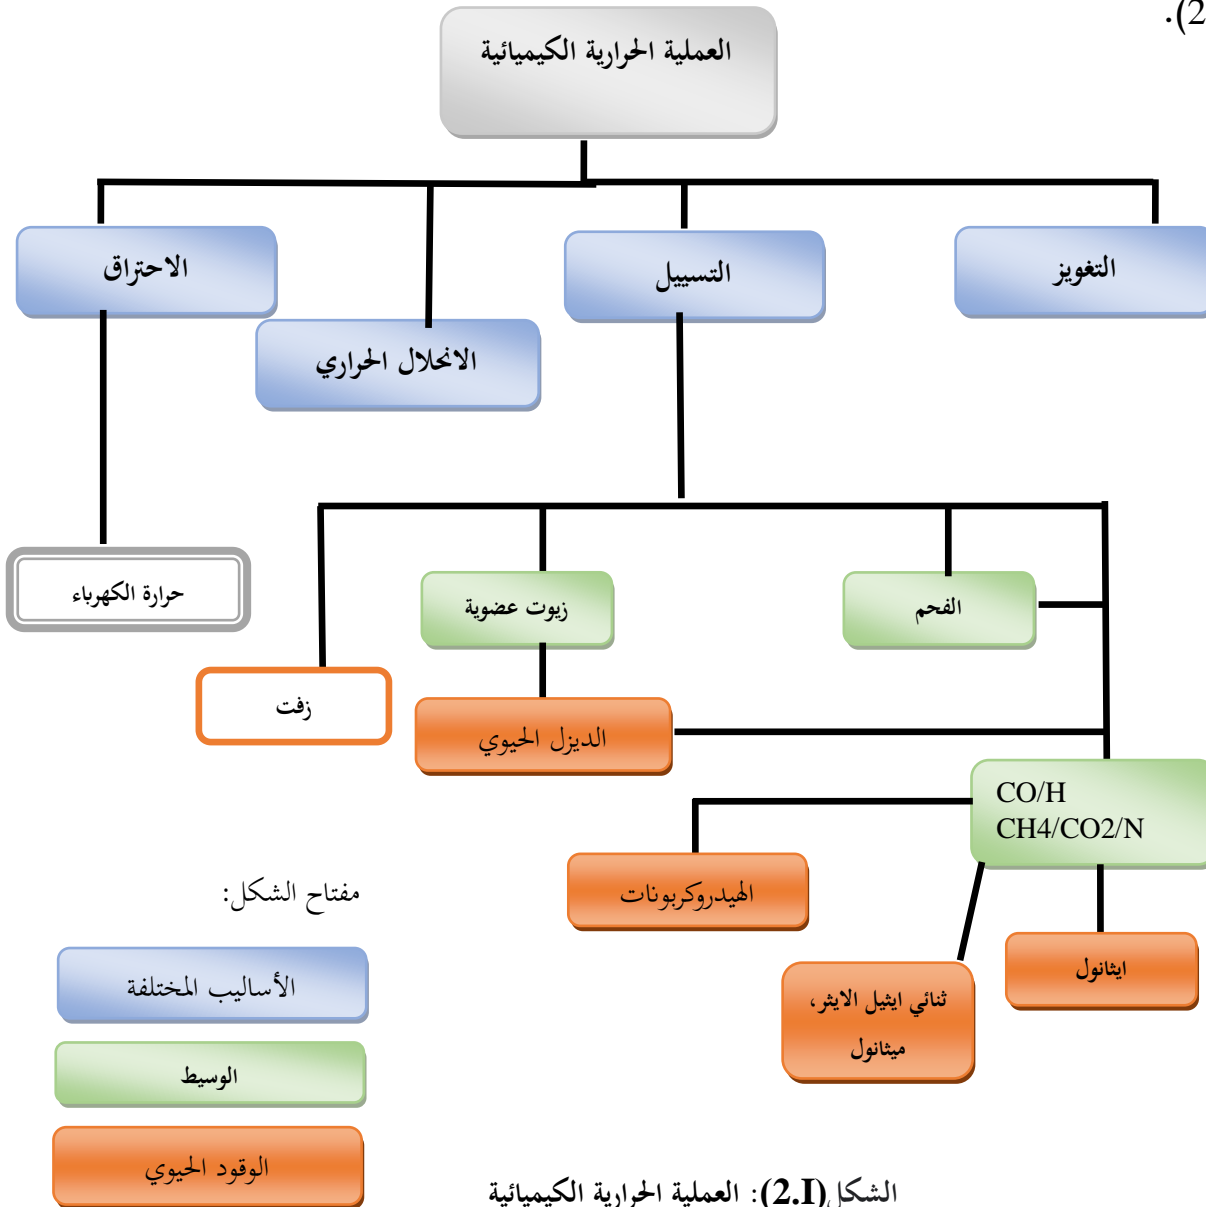 2).
العملية الحرارية الكيميائية
التغويز
التسييل
الاحتراق
الانحلال الحراري
الفحم
زيوت عضوية
حرارة الكهرباء
زفت
الديزل الحيوي
CO/H
CH4/CO2/N
الهيدروكربونات
ايثانول
ثنائي ايثيل الايثر،
ميثانول
مفتاح الشكل:
الأساليب المختلفة
الوسيط
الوقود الحيوي
الشكل(2.I): العملية الحرارية الكيميائية